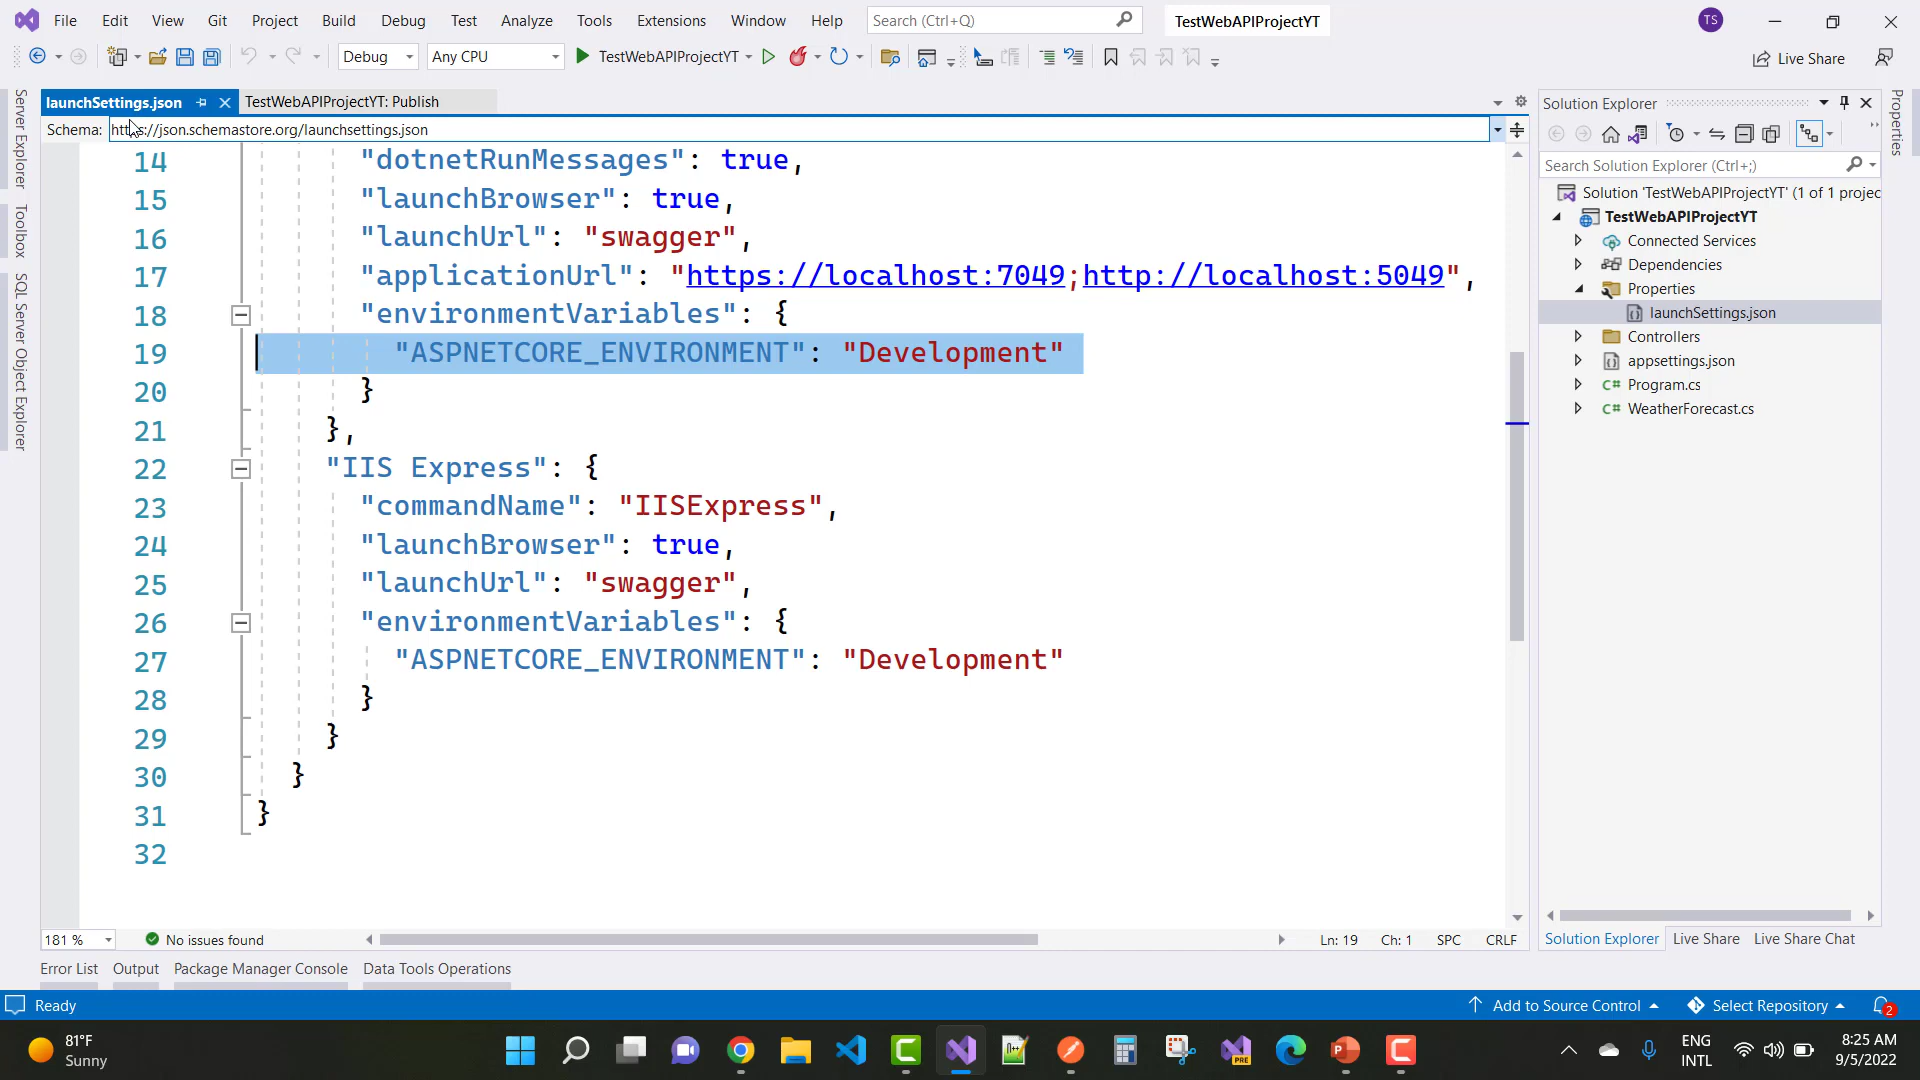 File Edit View Git Project Build Debug Test Analyze Tools Extensions Window Help Search (Ctrl+Q) TestWebAPIProjectYT TS
Debug Any CPU TestWebAPIProjectYT Live Share
launchSettings.json TestWebAPIProjectYT: Publish
Schema: https://json.schemastore.org/launchsettings.json
Server Explorer
Toolbox
SQL Server Object Explorer
14 "dotnetRunMessages": true,
15 "launchBrowser": true,
16 "launchUrl": "swagger",
17 "applicationUrl": "https://localhost:7049;http://localhost:5049",
18 "environmentVariables": {
19 "ASPNETCORE_ENVIRONMENT": "Development"
20 }
21 },
22 "IIS Express": {
23 "commandName": "IISExpress",
24 "launchBrowser": true,
25 "launchUrl": "swagger",
26 "environmentVariables": {
27 "ASPNETCORE_ENVIRONMENT": "Development"
28 }
29 }
30 }
31 }
32
181 % No issues found Ln: 19 Ch: 1 SPC CRLF
Solution Explorer
Search Solution Explorer (Ctrl+;)
Solution 'TestWebAPIProjectYT' (1 of 1 projec
TestWebAPIProjectYT
Connected Services
Dependencies
Properties
launchSettings.json
Controllers
appsettings.json
C# Program.cs
C# WeatherForecast.cs
Solution Explorer Live Share Live Share Chat
Properties
Error List Output Package Manager Console Data Tools Operations
Ready Add to Source Control Select Repository 2
81°F
Sunny
PRE
ENG
INTL
8:25 AM
9/5/2022